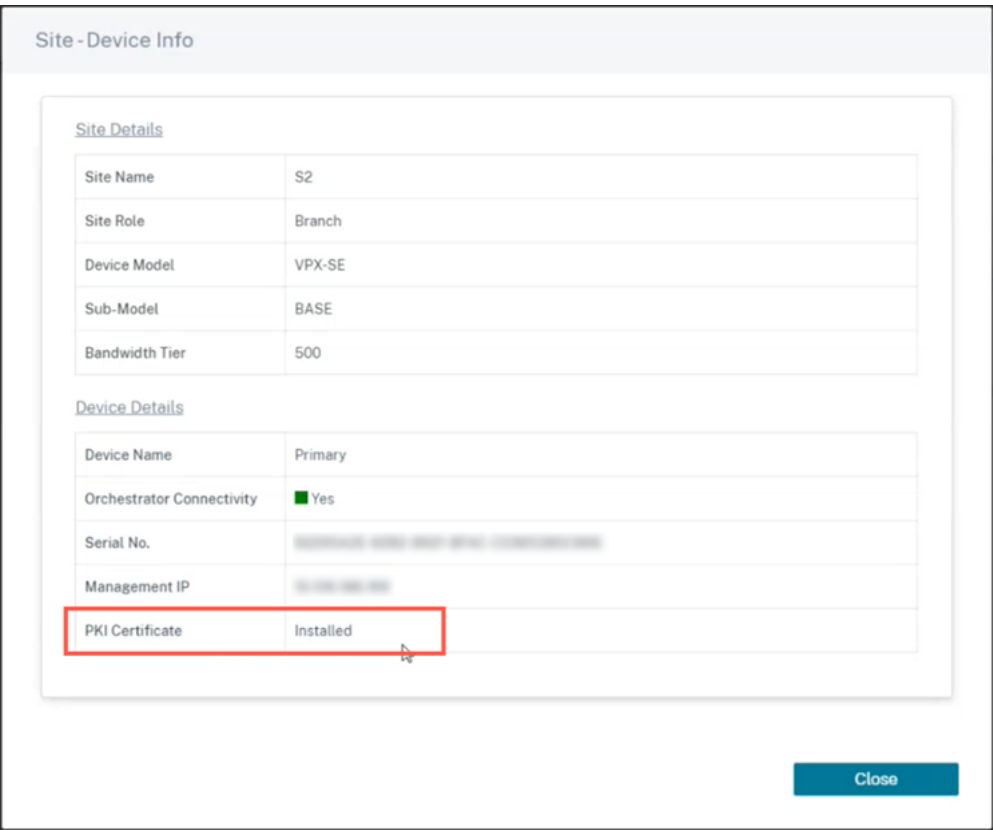 Site - Device Info
Site Details
Site Name S2
Site Role Branch
Device Model VPX-SE
Sub-Model BASE
Bandwidth Tier 500
Device Details
Device Name Primary
Orchestrator Connectivity Yes
Serial No.
Management IP
PKI Certificate Installed
Close